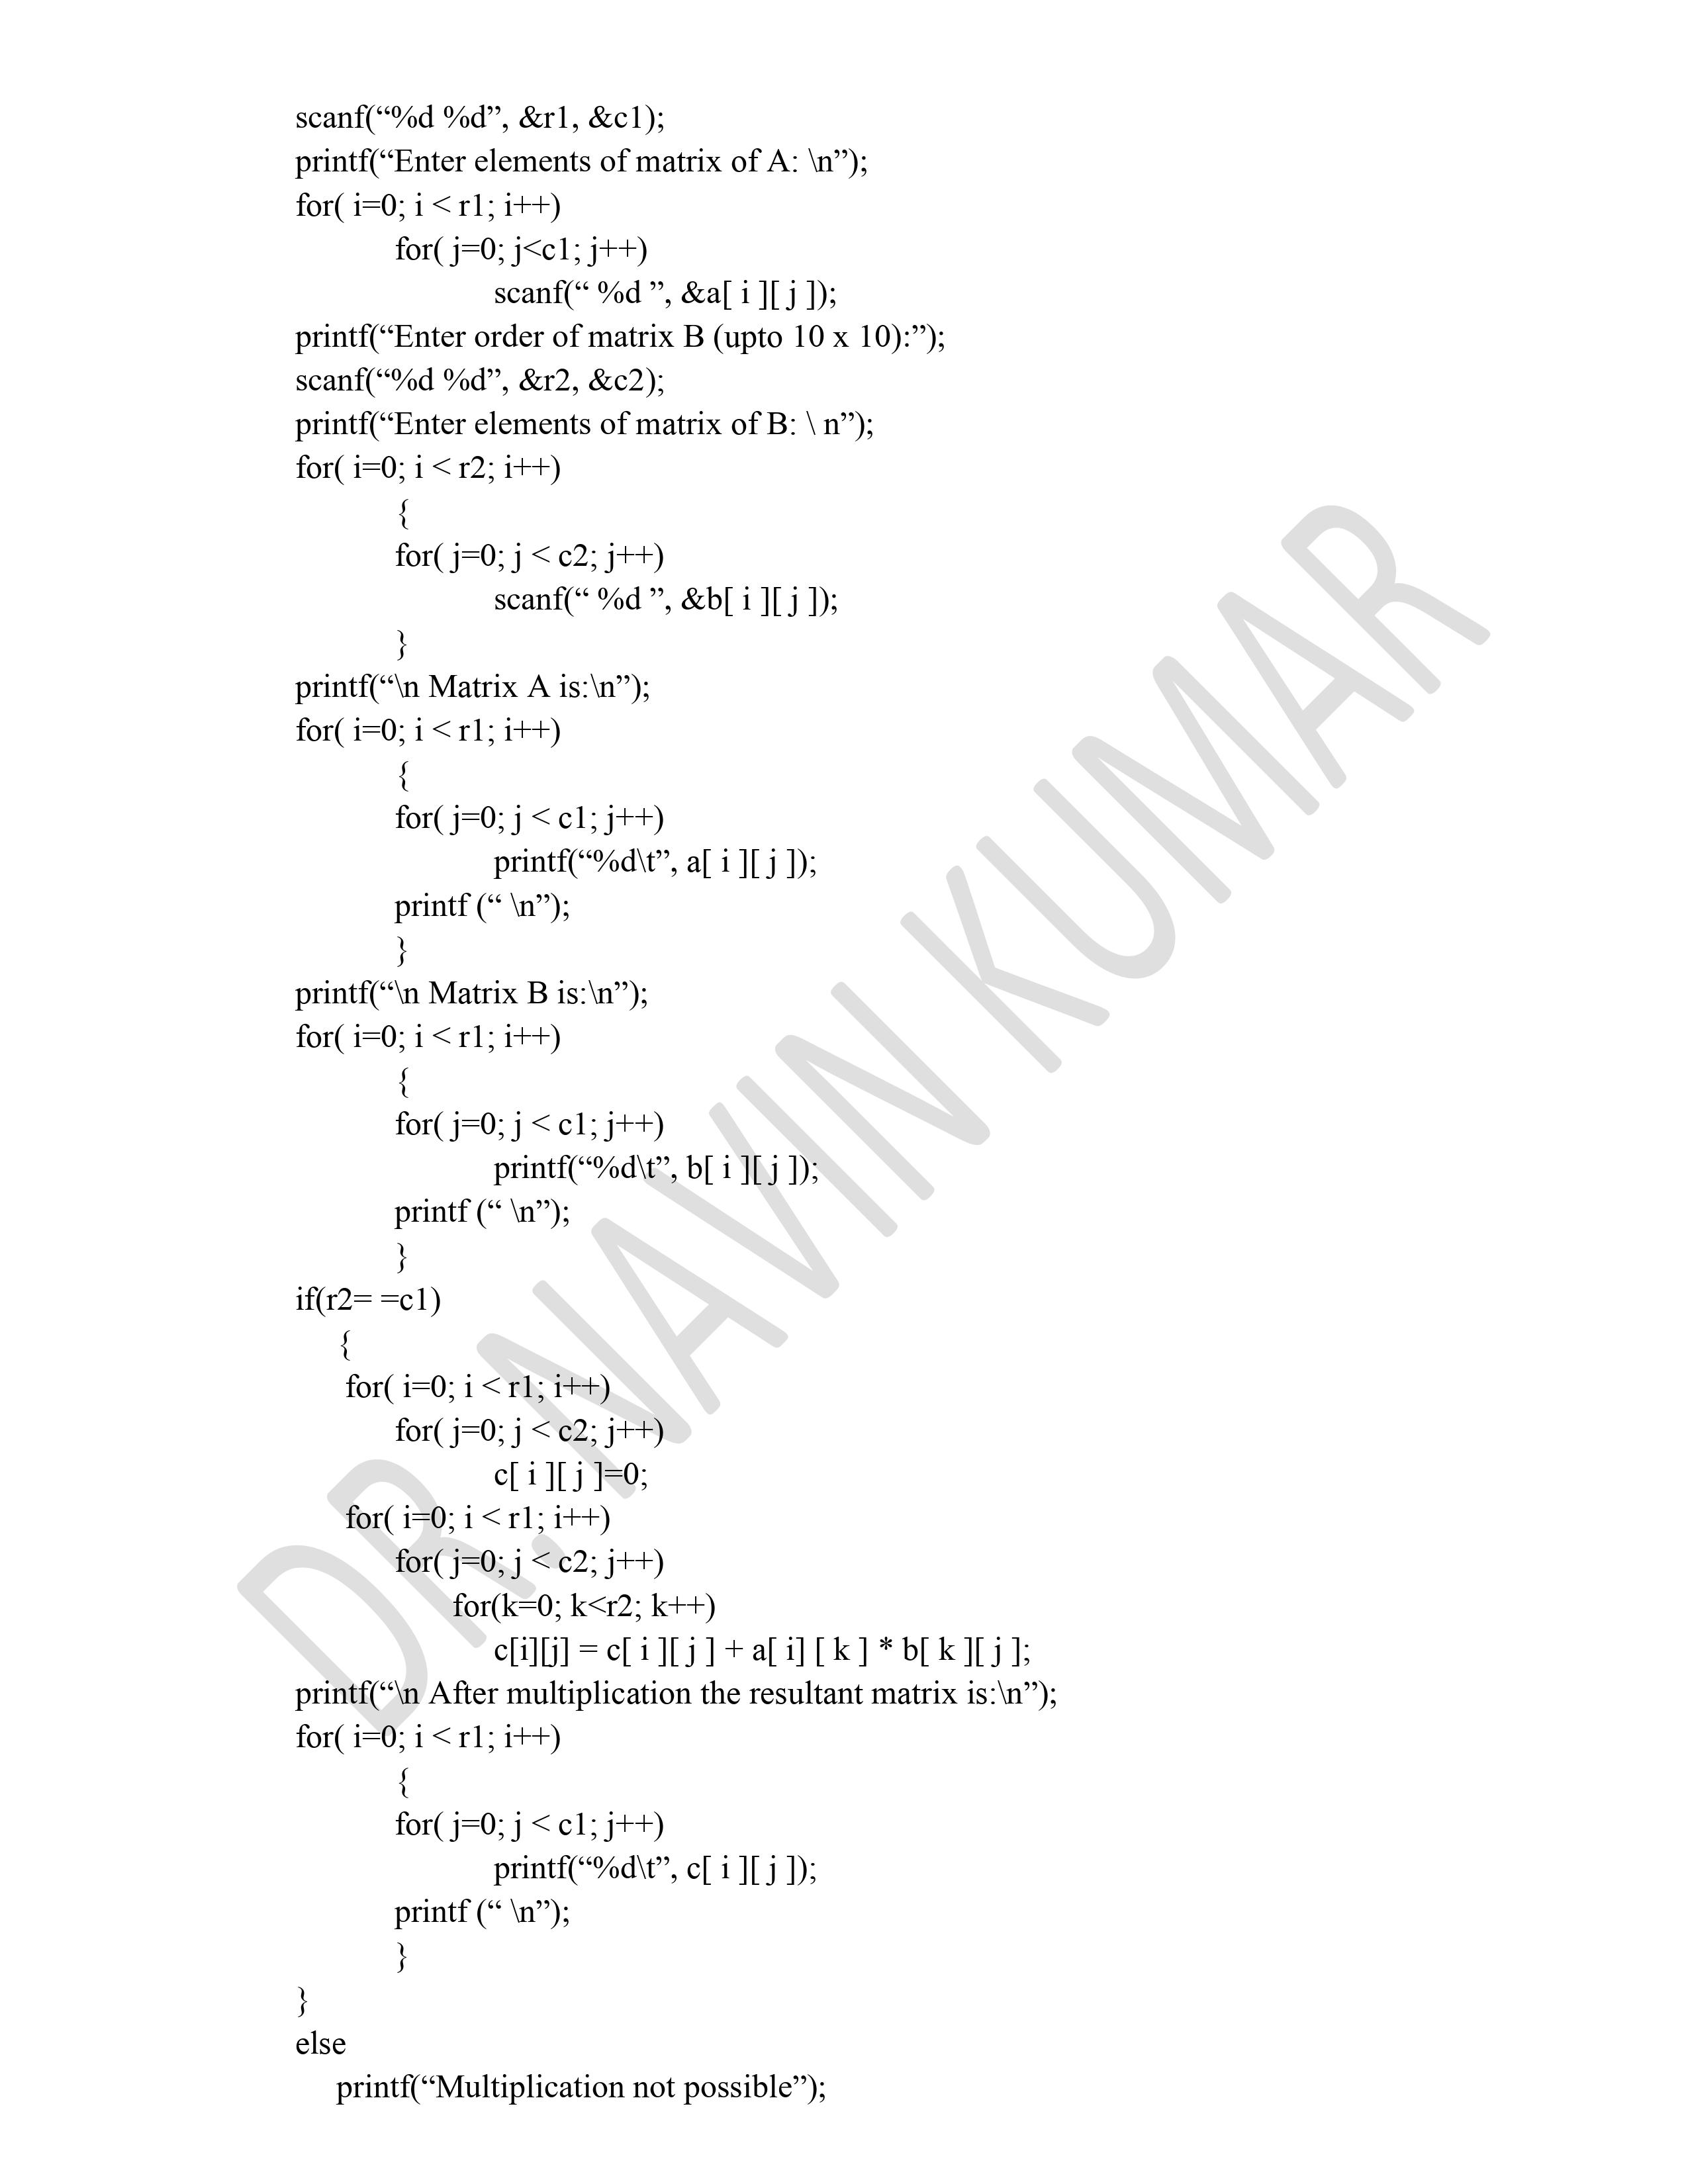 scanf(“%d %d”, &r1, &c1);
printf(“Enter elements of matrix of A: \n”);
for( i=0; i < r1; i++)
for( j=0; j<c1; j++)
scanf(“ %d ”, &a[ i ][ j ]);
printf(“Enter order of matrix B (upto 10 x 10):”);
scanf(“%d %d”, &r2, &c2);
printf(“Enter elements of matrix of B: \ n”);
for( i=0; i < r2; i++)
{
for( j=0; j < c2; j++)
scanf(“ %d ”, &b[ i ][ j ]);
}
printf(“\n Matrix A is:\n”);
for( i=0; i < r1; i++)
{
for( j=0; j < c1; j++)
printf(“%d\t”, a[ i ][ j ]);
printf (“ \n”);
}
printf(“\n Matrix B is:\n”);
for( i=0; i < r1; i++)
{
for( j=0; j < c1; j++)
printf(“%d\t”, b[ i ][ j ]);
printf (“ \n”);
}
if(r2= =c1)
{
for( i=0; i < r1; i++)
for( j=0; j < c2; j++)
c[ i ][ j ]=0;
for( i=0; i < r1; i++)
for( j=0; j < c2; j++)
for(k=0; k<r2; k++)
c[i][j] = c[ i ][ j ] + a[ i] [ k ] * b[ k ][ j ];
printf(“\n After multiplication the resultant matrix is:\n”);
for( i=0; i < r1; i++)
{
for( j=0; j < c1; j++)
printf(“%d\t”, c[ i ][ j ]);
printf (“ \n”);
}
}
else
printf(“Multiplication not possible”);
DR. NAVIN KUMAR